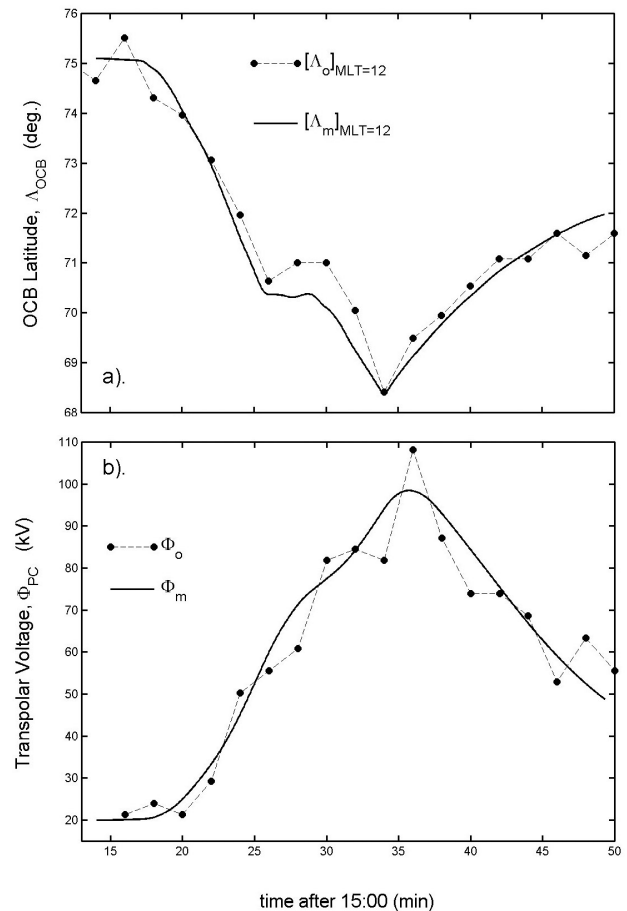 76
75
74
73
72
71
70
69
68
OCB Latitude, Λ_OCB (deg.)
[Λ_o]_MLT=12
[Λ_m]_MLT=12
a).
110
100
90
80
70
60
50
40
30
20
Transpolar Voltage, Φ_PC (kV)
b).
Φ_o
Φ_m
15 20 25 30 35 40 45 50
time after 15:00 (min)